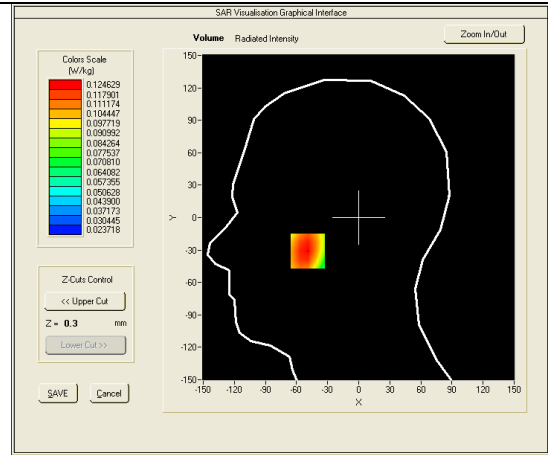 SAR Visualisation Graphical Interface
Volume Radiated Intensity
Zoom In/Out
Colors Scale
(W/kg)
0.124629
0.117901
0.111174
0.104447
0.097719
0.090992
0.084264
0.077537
0.070810
0.064082
0.057355
0.050628
0.043900
0.037173
0.030445
0.023718
Z-Cuts Control
<< Upper Cut
Z = 0.3 mm
Lower Cut >>
SAVE Cancel
150
120
90
60
30
0
-30
-60
-90
-120
-150
Y
-150 -120 -90 -60 -30 0 30 60 90 120 150
X